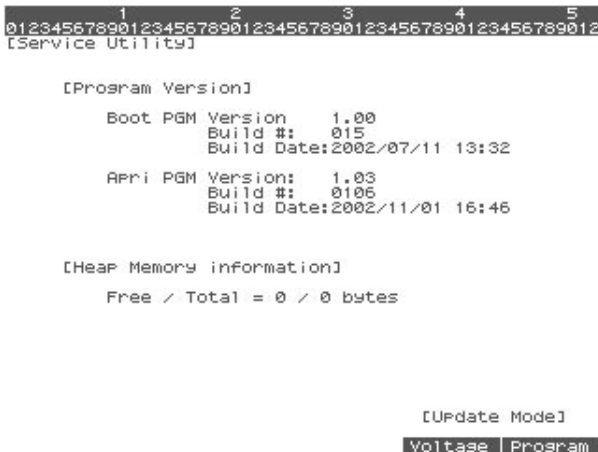 1 2 3 4 5
01234567890123456789012345678901234567890123456789012
[Service Utility]
[Program Version]
Boot PGM Version 1.00
Build #: 015
Build Date:2002/07/11 13:32
Apri PGM Version: 1.03
Build #: 0106
Build Date:2002/11/01 16:46
[Heap Memory information]
Free / Total = 0 / 0 bytes
[Update Mode]
Voltage Program